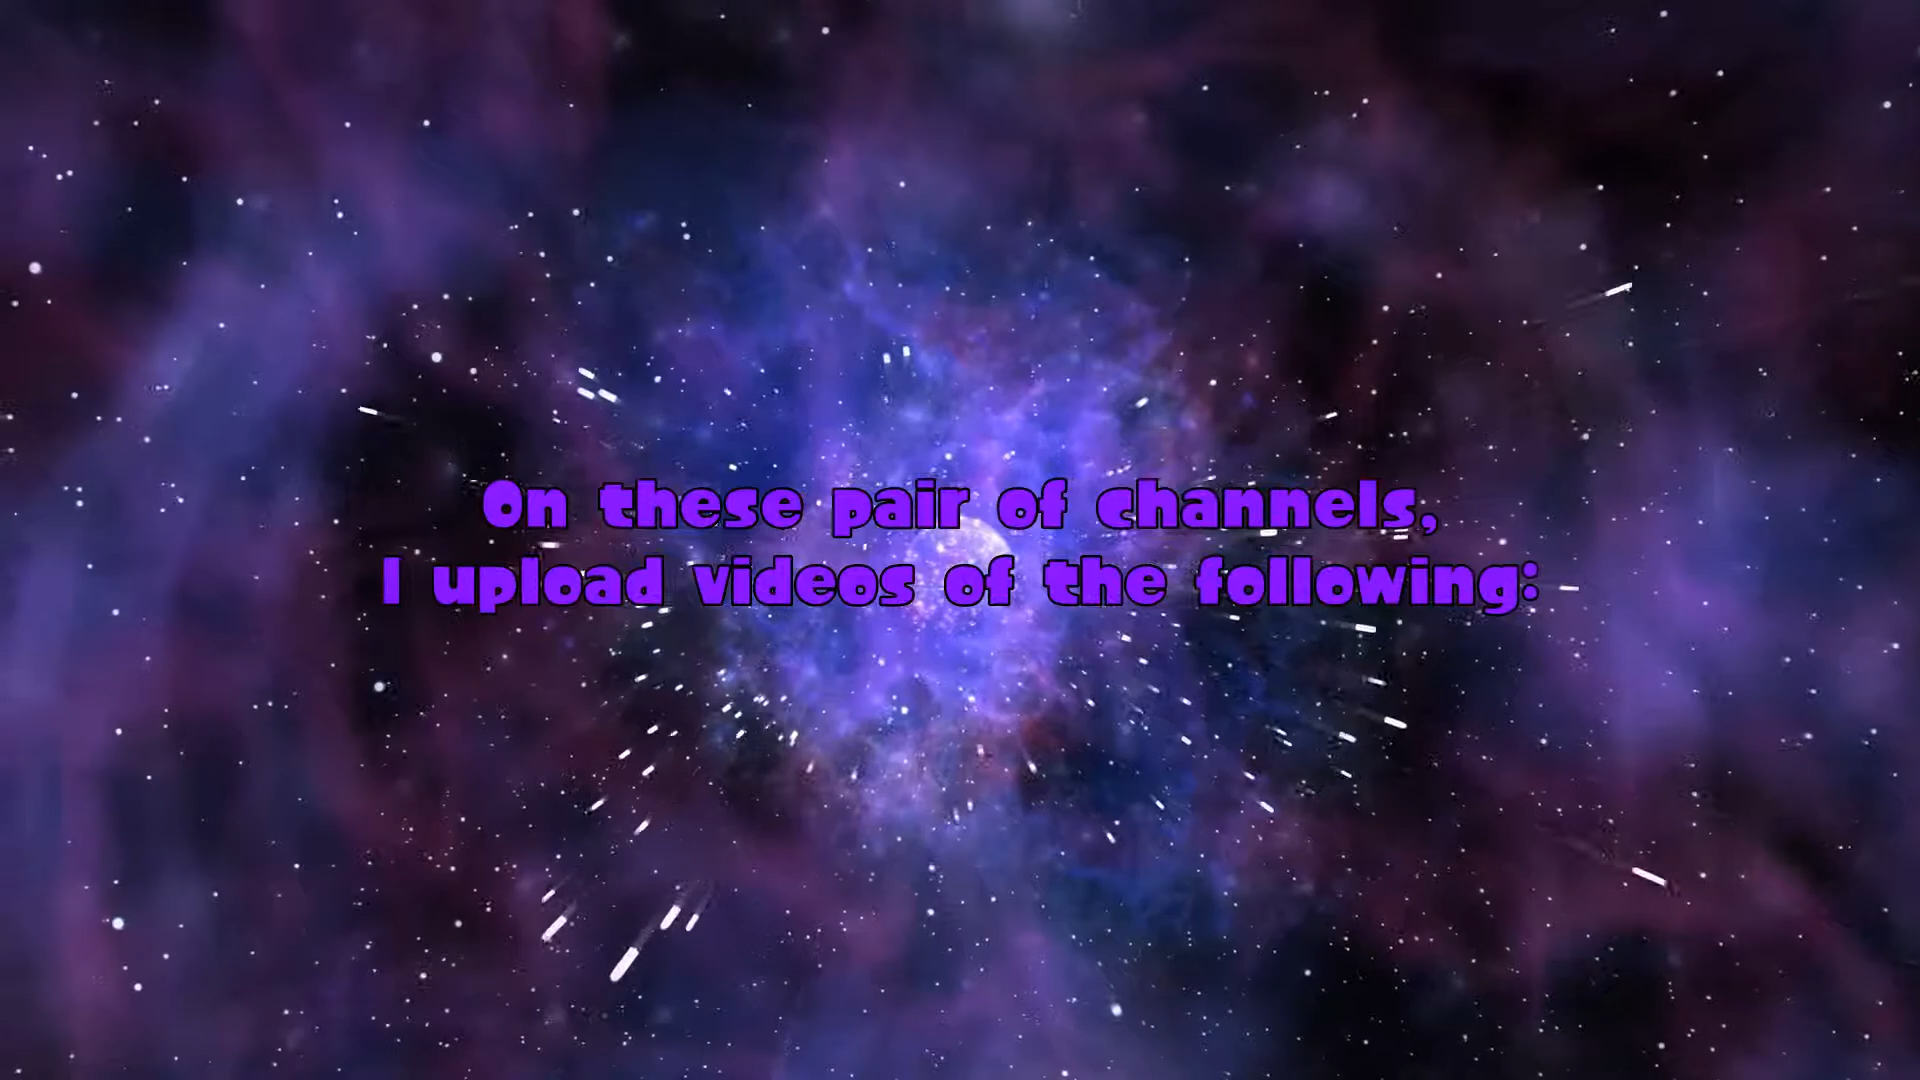 On these pair of channels,
I upload videos of the following: